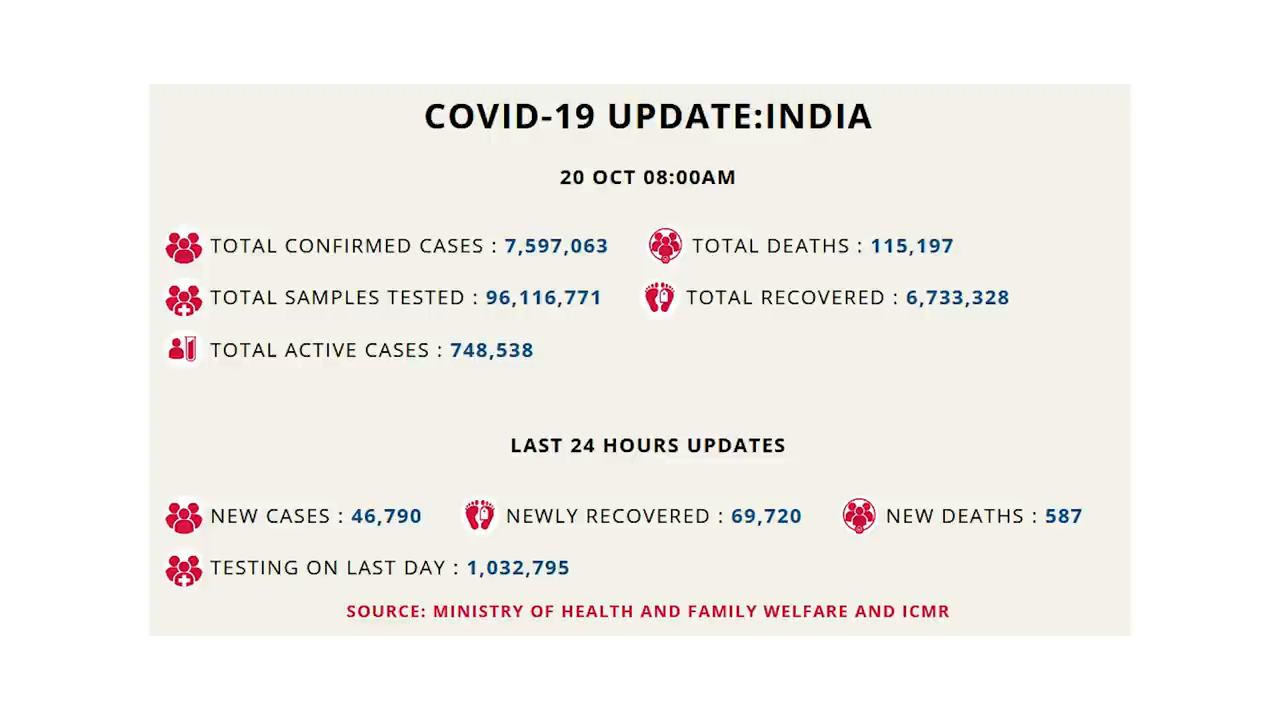 COVID-19 UPDATE:INDIA
20 OCT 08:00AM
TOTAL CONFIRMED CASES : 7,597,063 TOTAL DEATHS : 115,197
TOTAL SAMPLES TESTED : 96,116,771 TOTAL RECOVERED : 6,733,328
TOTAL ACTIVE CASES : 748,538
LAST 24 HOURS UPDATES
NEW CASES : 46,790 NEWLY RECOVERED : 69,720 NEW DEATHS : 587
TESTING ON LAST DAY : 1,032,795
SOURCE: MINISTRY OF HEALTH AND FAMILY WELFARE AND ICMR